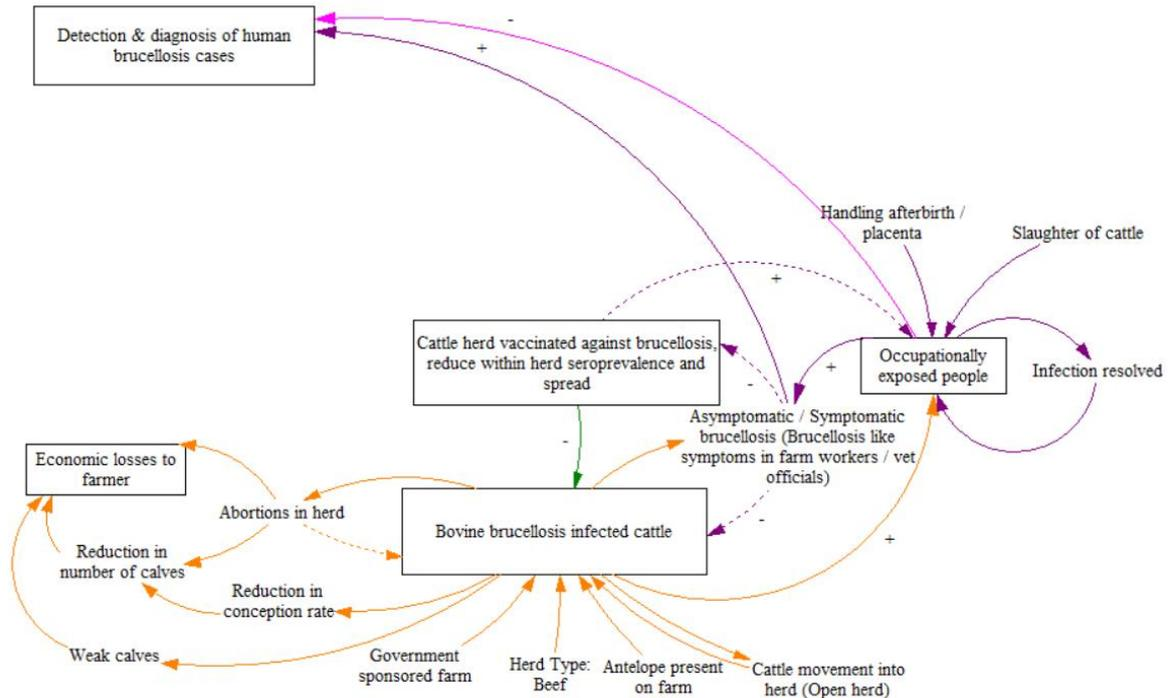 Detection & diagnosis of human
brucellosis cases
-
+
Handling afterbirth /
placenta
Slaughter of cattle
+
Cattle herd vaccinated against brucellosis,
reduce within herd seroprevalence and
spread
Occupationally
exposed people
Infection resolved
+
-
Asymptomatic / Symptomatic
brucellosis (Brucellosis like
symptoms in farm workers / vet
officials)
-
Economic losses to
farmer
Abortions in herd
Bovine brucellosis infected cattle
-
+
Reduction in
number of calves
Reduction in
conception rate
Weak calves
Government
sponsored farm
Herd Type:
Beef
Antelope present
on farm
Cattle movement into
herd (Open herd)